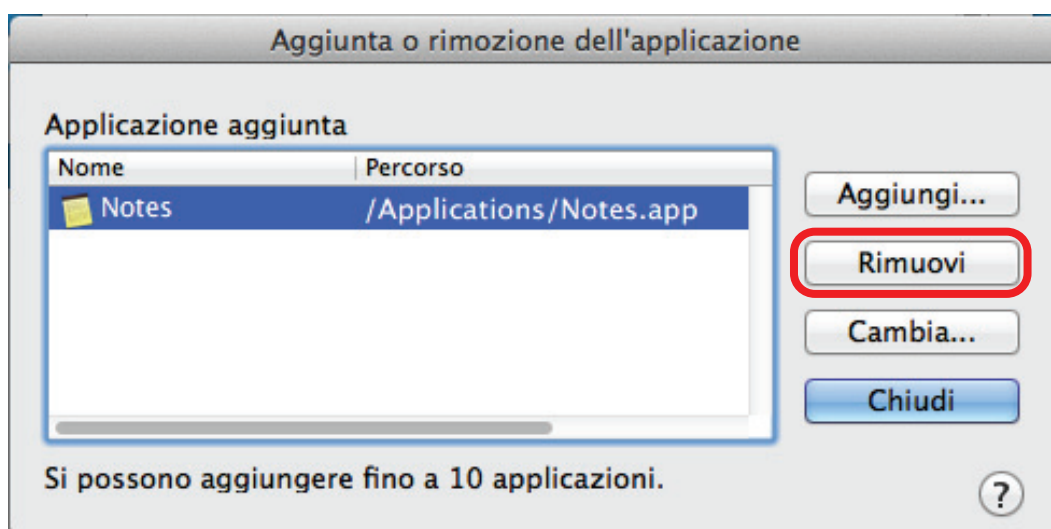 Aggiunta o rimozione dell'applicazione
Applicazione aggiunta
Nome Percorso
Notes /Applications/Notes.app
Aggiungi...
Rimuovi
Cambia...
Chiudi
Si possono aggiungere fino a 10 applicazioni.
?